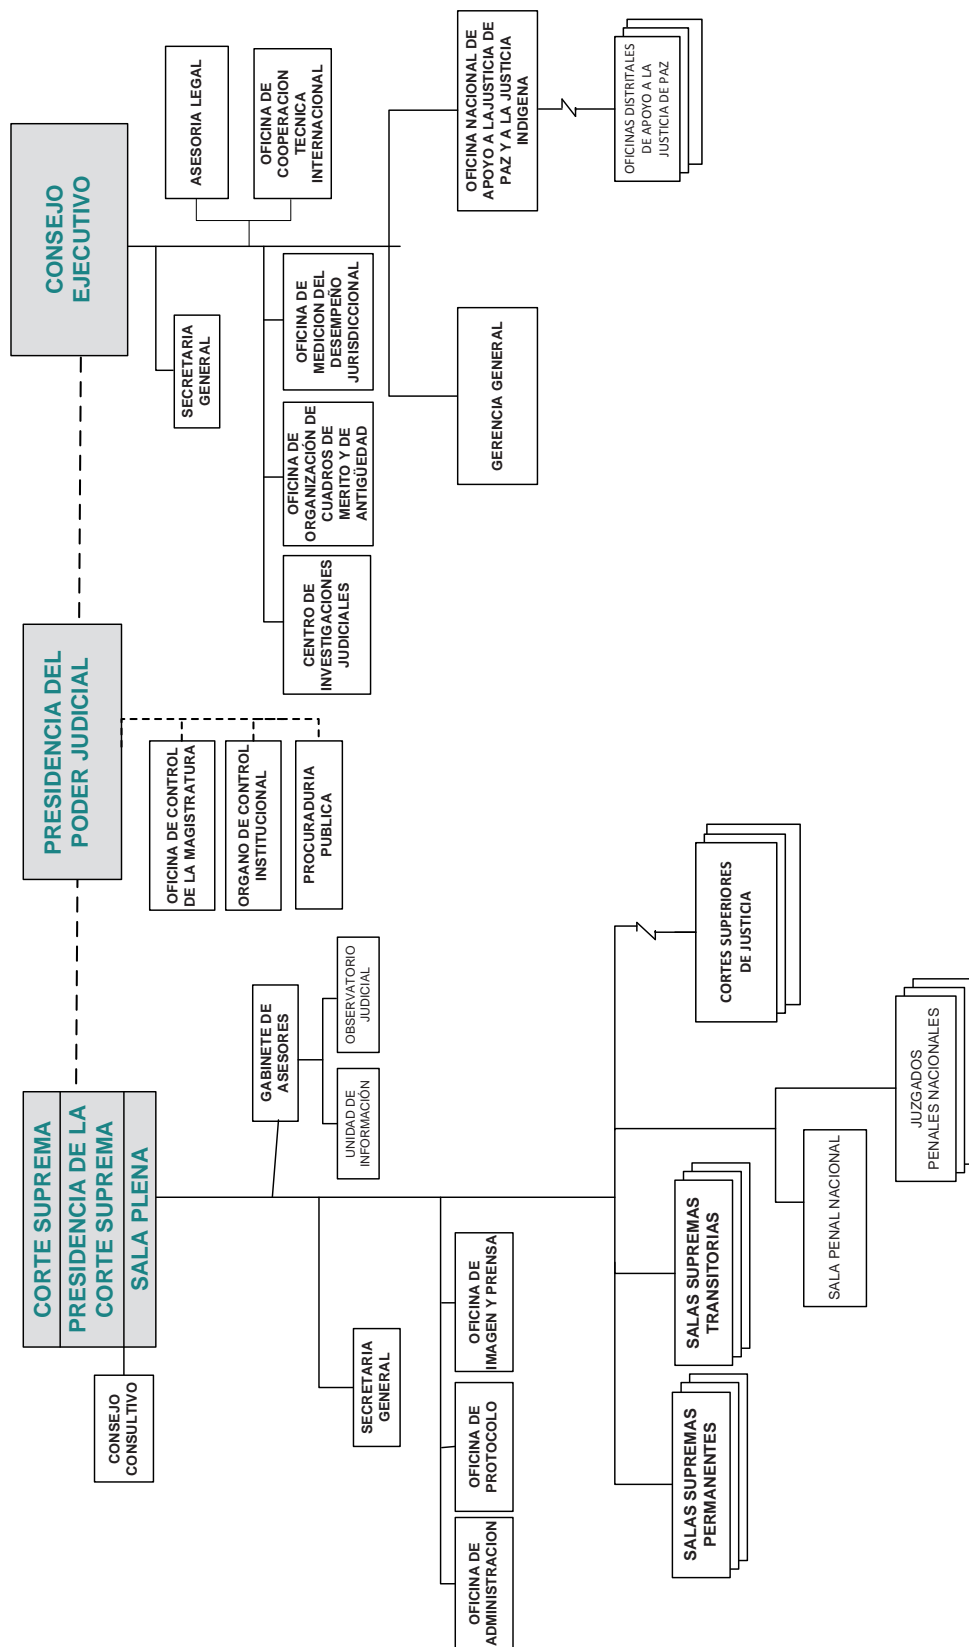 CORTE SUPREMA
PRESIDENCIA DE LA
CORTE SUPREMA
SALA PLENA
PRESIDENCIA DEL
PODER JUDICIAL
CONSEJO
EJECUTIVO
CONSEJO
CONSULTIVO
GABINETE DE
ASESORES
UNIDAD DE
INFORMACIÓN
OBSERVATORIO
JUDICIAL
SECRETARIA
GENERAL
OFICINA DE
ADMINISTRACION
OFICINA DE
PROTOCOLO
OFICINA DE
IMAGEN Y PRENSA
SALAS SUPREMAS
PERMANENTES
SALAS SUPREMAS
TRANSITORIAS
SALA PENAL NACIONAL
JUZGADOS
PENALES NACIONALES
CORTES SUPERIORES
DE JUSTICIA
OFICINA DE CONTROL
DE LA MAGISTRATURA
ORGANO DE CONTROL
INSTITUCIONAL
PROCURADURIA
PUBLICA
SECRETARIA
GENERAL
ASESORIA LEGAL
OFICINA DE
COOPERACION
TECNICA
INTERNACIONAL
CENTRO DE
INVESTIGACIONES
JUDICIALES
OFICINA DE
ORGANIZACIÓN DE
CUADROS DE
MERITO Y DE
ANTIGÜEDAD
OFICINA DE
MEDICION DEL
DESEMPEÑO
JURISDICCIONAL
GERENCIA GENERAL
OFICINA NACIONAL DE
APOYO A LAJUSTICIA DE
PAZ Y A LA JUSTICIA
INDIGENA
OFICINAS DISTRITALES
DE APOYO A LA
JUSTICIA DE PAZ